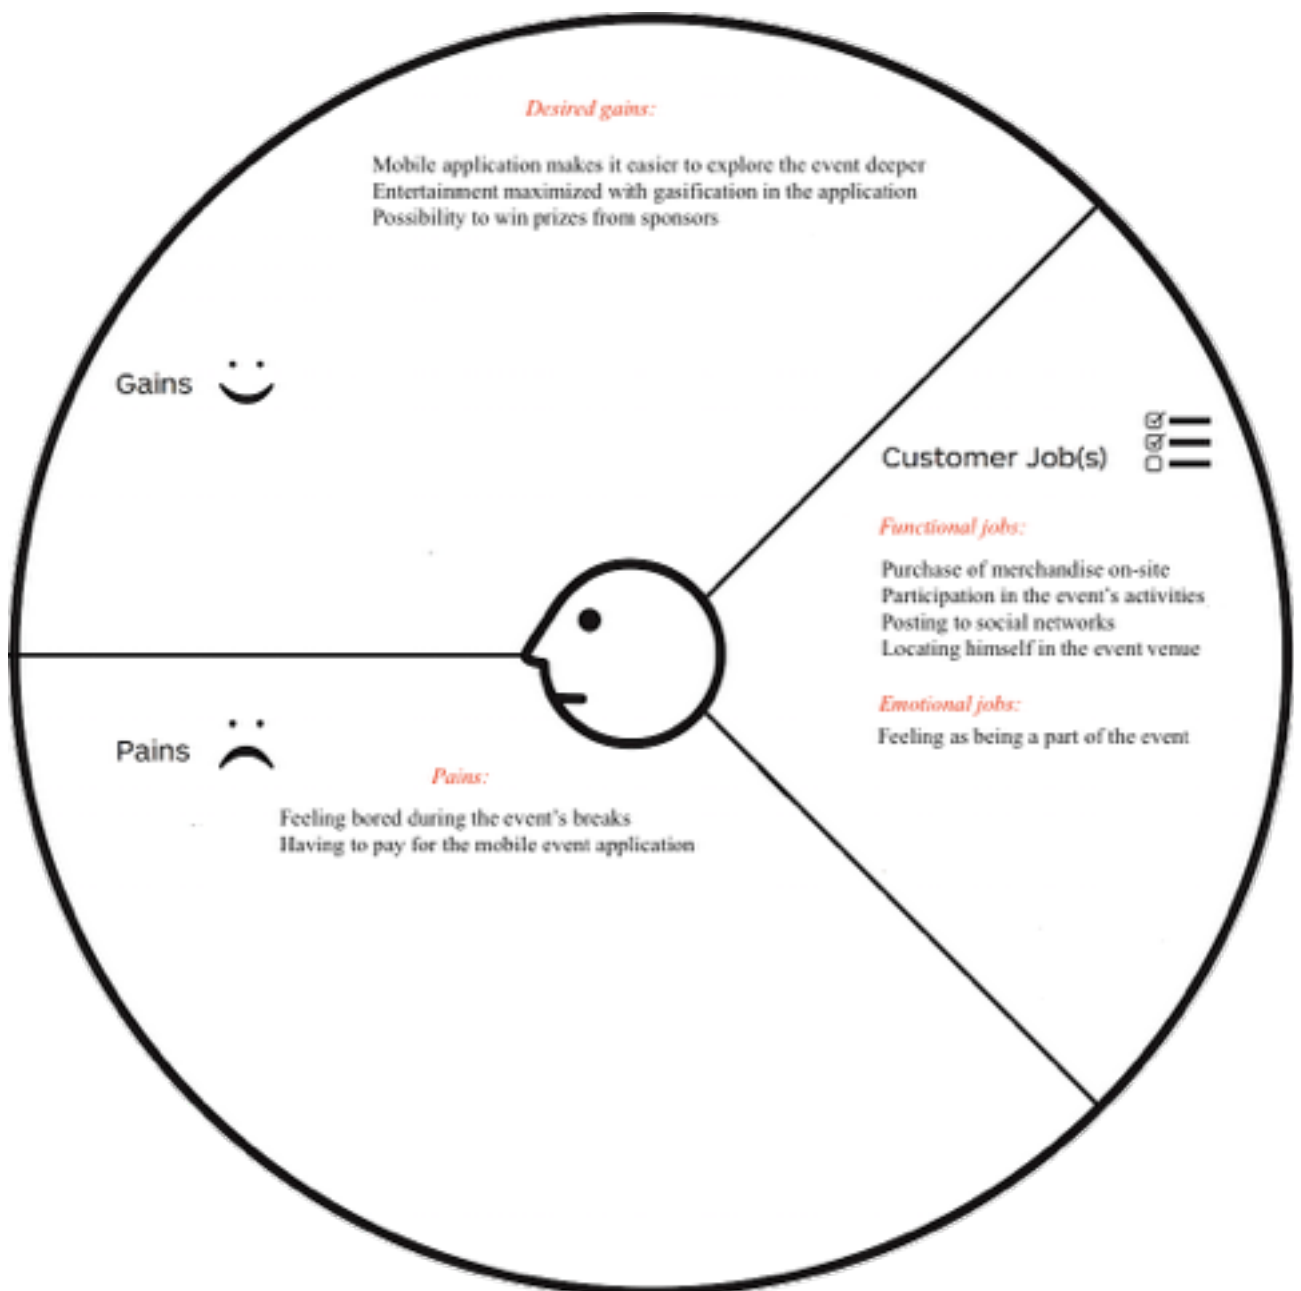 Desired gains:
Mobile application makes it easier to explore the event deeper
Entertainment maximized with gasification in the application
Possibility to win prizes from sponsors
Gains
Customer Job(s)
Functional jobs:
Purchase of merchandise on-site
Participation in the event's activities
Posting to social networks
Locating himself in the event venue
Emotional jobs:
Feeling as being a part of the event
Pains
Pains:
Feeling bored during the event's breaks
Having to pay for the mobile event application